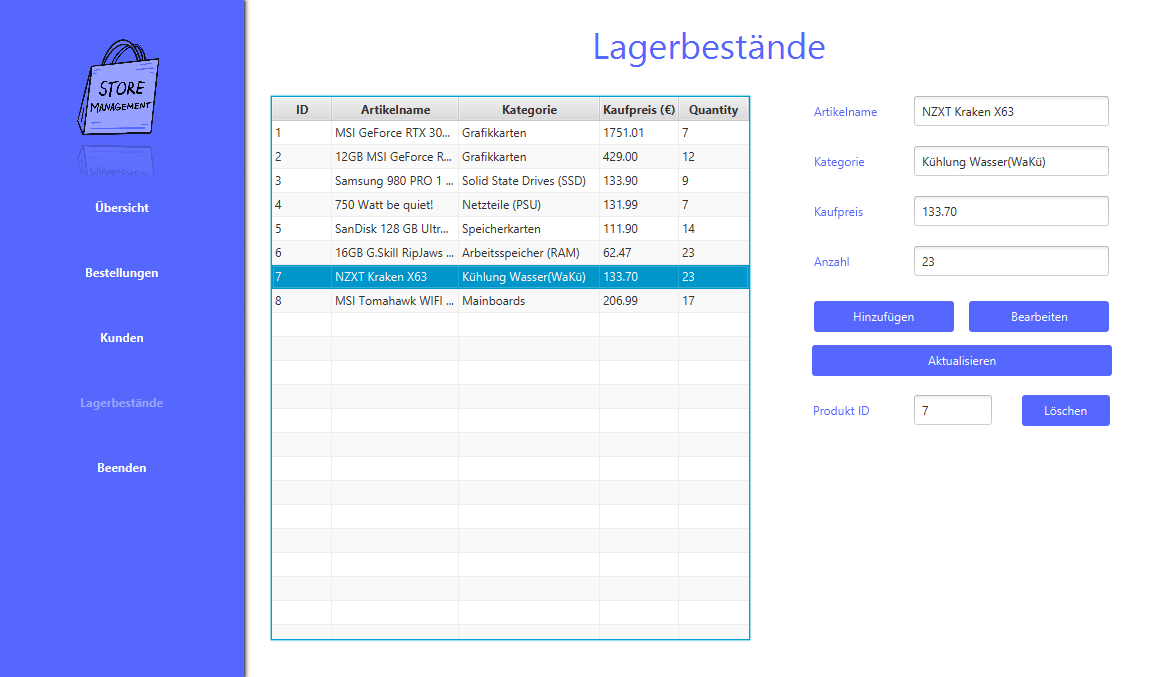 STORE
MANAGEMENT
Übersicht
Bestellungen
Kunden
Lagerbestände
Beenden
Lagerbestände
ID Artikelname Kategorie Kaufpreis (€) Quantity
1 MSI GeForce RTX 30... Grafikkarten 1751.01 7
2 12GB MSI GeForce R... Grafikkarten 429.00 12
3 Samsung 980 PRO 1 ... Solid State Drives (SSD) 133.90 9
4 750 Watt be quiet! Netzteile (PSU) 131.99 7
5 SanDisk 128 GB Ultr... Speicherkarten 111.90 14
6 16GB G.Skill RipJaws ... Arbeitsspeicher (RAM) 62.47 23
7 NZXT Kraken X63 Kühlung Wasser(WaKü) 133.70 23
8 MSI Tomahawk WIFI ... Mainboards 206.99 17
Artikelname NZXT Kraken X63
Kategorie Kühlung Wasser(WaKü)
Kaufpreis 133.70
Anzahl 23
Hinzufügen Bearbeiten
Aktualisieren
Produkt ID 7 Löschen